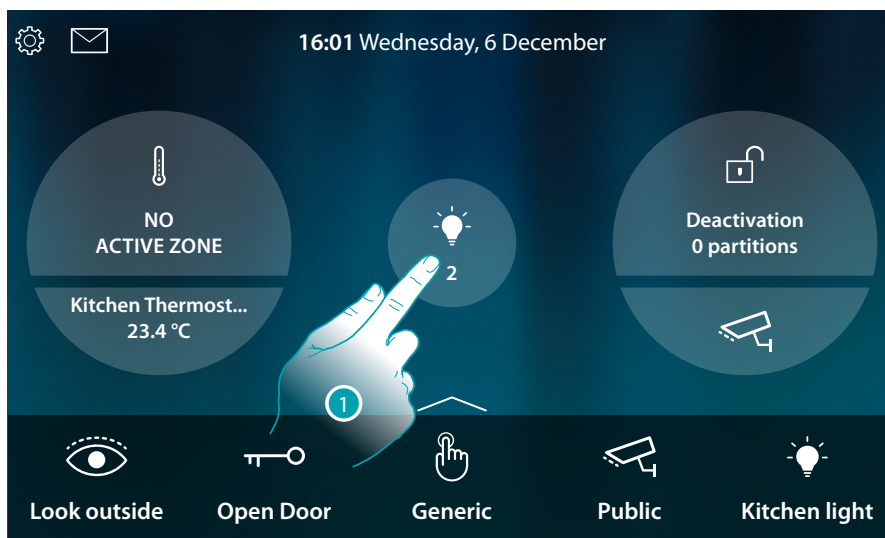 16:01 Wednesday, 6 December
NO
ACTIVE ZONE
Kitchen Thermost...
23.4 °C
2
1
Deactivation
0 partitions
Look outside
Open Door
Generic
Public
Kitchen light